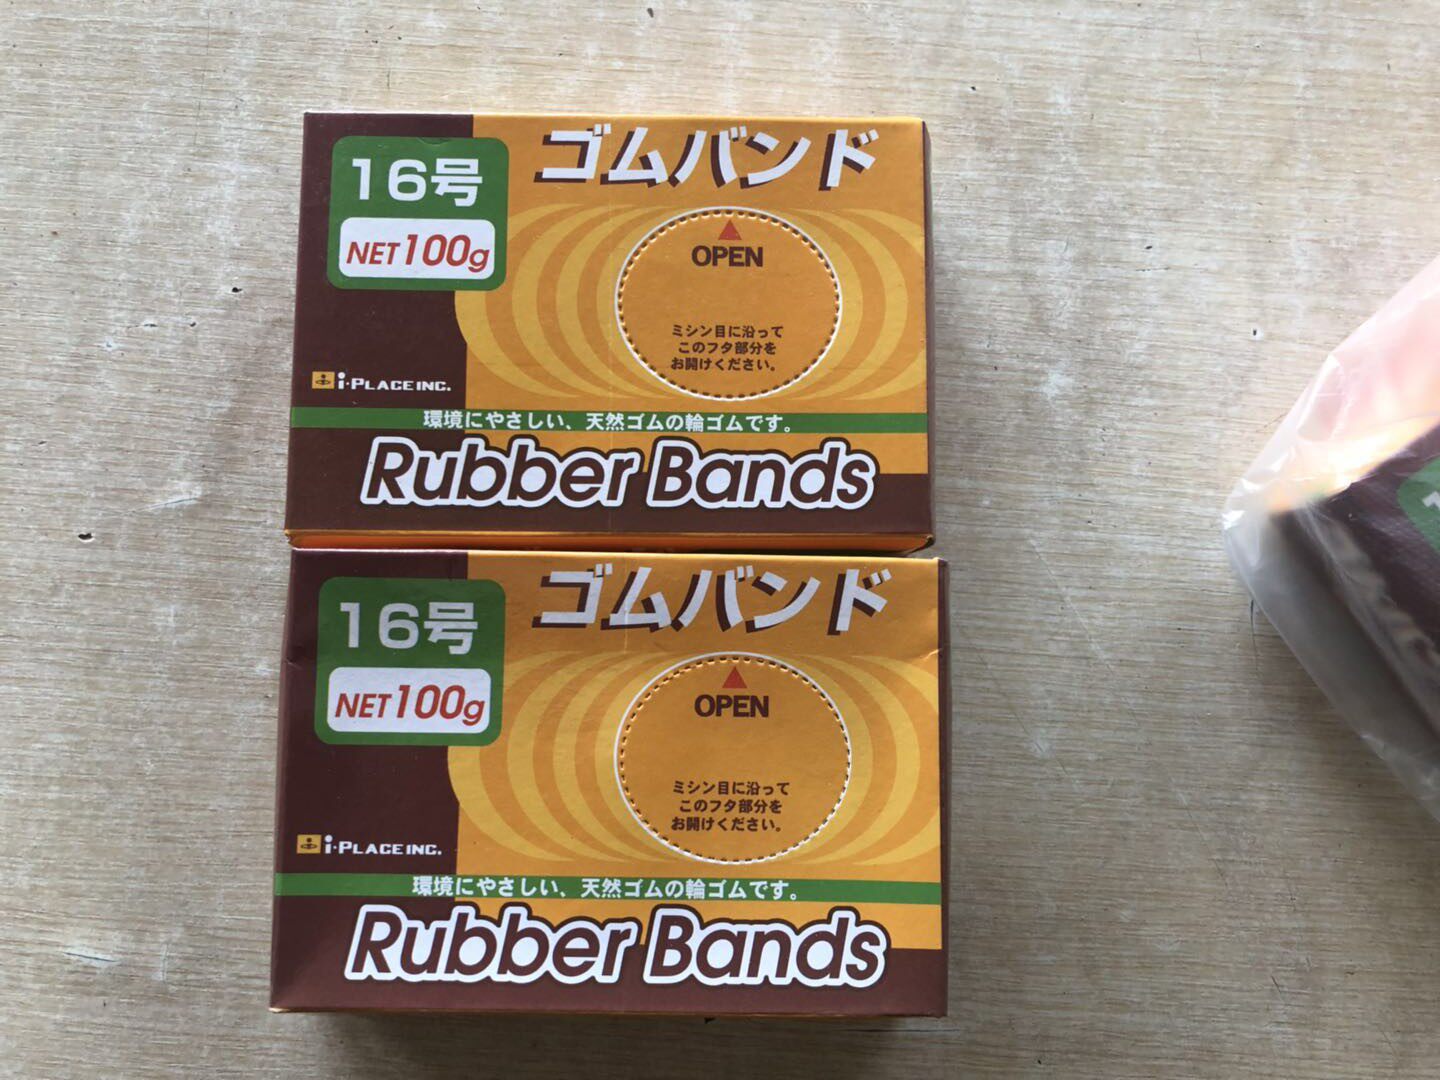 16号
NET100g
ゴムバンド
OPEN
ミシン目に沿って
このフタ部分を
お開けください。
i・PLACE INC.
環境にやさしい、天然ゴムの輪ゴムです。
Rubber Bands
16号
NET100g
ゴムバンド
OPEN
ミシン目に沿って
このフタ部分を
お開けください。
i・PLACE INC.
環境にやさしい、天然ゴムの輪ゴムです。
Rubber Bands